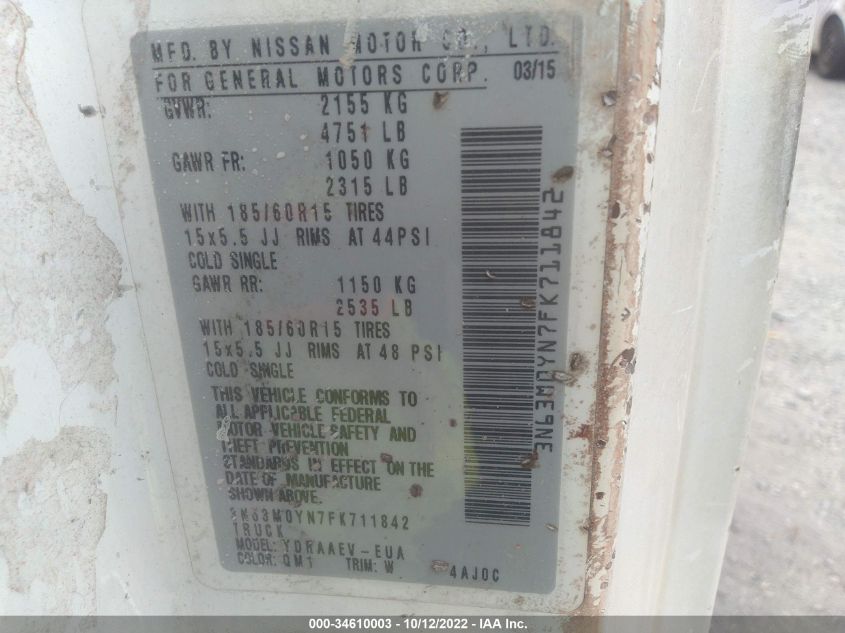 MFD. BY NISSAN MOTOR CO., LTD.
FOR GENERAL MOTORS CORP. 03/15
GVWR: 2155 KG
4751 LB
GAWR FR: 1050 KG
2315 LB
WITH 185/60R15 TIRES
15x5.5 JJ RIMS AT 44PSI
COLD SINGLE
GAWR RR: 1150 KG
2535 LB
WITH 185/60R15 TIRES
15x5.5 JJ RIMS AT 48 PSI
COLD SINGLE
THIS VEHICLE CONFORMS TO
ALL APPLICABLE FEDERAL
MOTOR VEHICLE SAFETY AND
THEFT PREVENTION
STANDARDS IN EFFECT ON THE
DATE OF MANUFACTURE
SHOWN ABOVE.
3N63M0YN7FK711842
TRUCK
MODEL: YDRAAEV-EUA
COLOR: QM1 TRIM: W 4AJ0C
3N63M0YN7FK711842
000-34610003 - 10/12/2022 - IAA Inc.